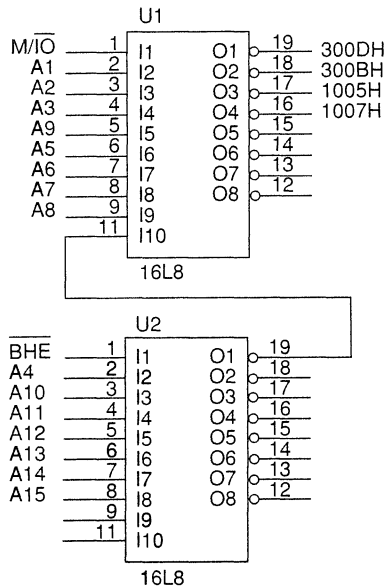 U1
M/IO 1 I1 O1 19 300DH
A1 2 I2 O2 18 300BH
A2 3 I3 O3 17 1005H
A3 4 I4 O4 16 1007H
A9 5 I5 O5 15
A5 6 I6 O6 14
A6 7 I7 O7 13
A7 8 I8 O8 12
A8 9 I9
11 I10
16L8
U2
BHE 1 I1 O1 19
A4 2 I2 O2 18
A10 3 I3 O3 17
A11 4 I4 O4 16
A12 5 I5 O5 15
A13 6 I6 O6 14
A14 7 I7 O7 13
A15 8 I8 O8 12
9 I9
11 I10
16L8